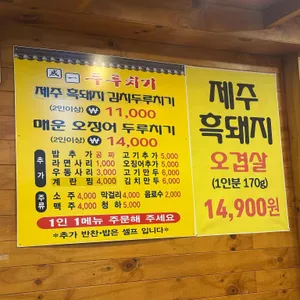 두루치기
제주 흑돼지 김치두루치기
(2인이상) ₩ 11,000
매운 오징어 두루치기
(2인이상) ₩ 14,000
추가
밥 추가 공짜 고기추가 5,000
라면사리 1,000 오징어추가 5,000
우동사리 3,000 고기만두 6,000
계란찜 4,000 김치만두 6,000
주류
소주 4,000 막걸리 4,000 음료수 2,000
맥주 4,000 청하 5,000
1인 1메뉴 주문해 주세요
*추가 반찬·밥은 셀프 입니다*
제주
흑돼지
오겹살
(1인분 170g)
14,900원